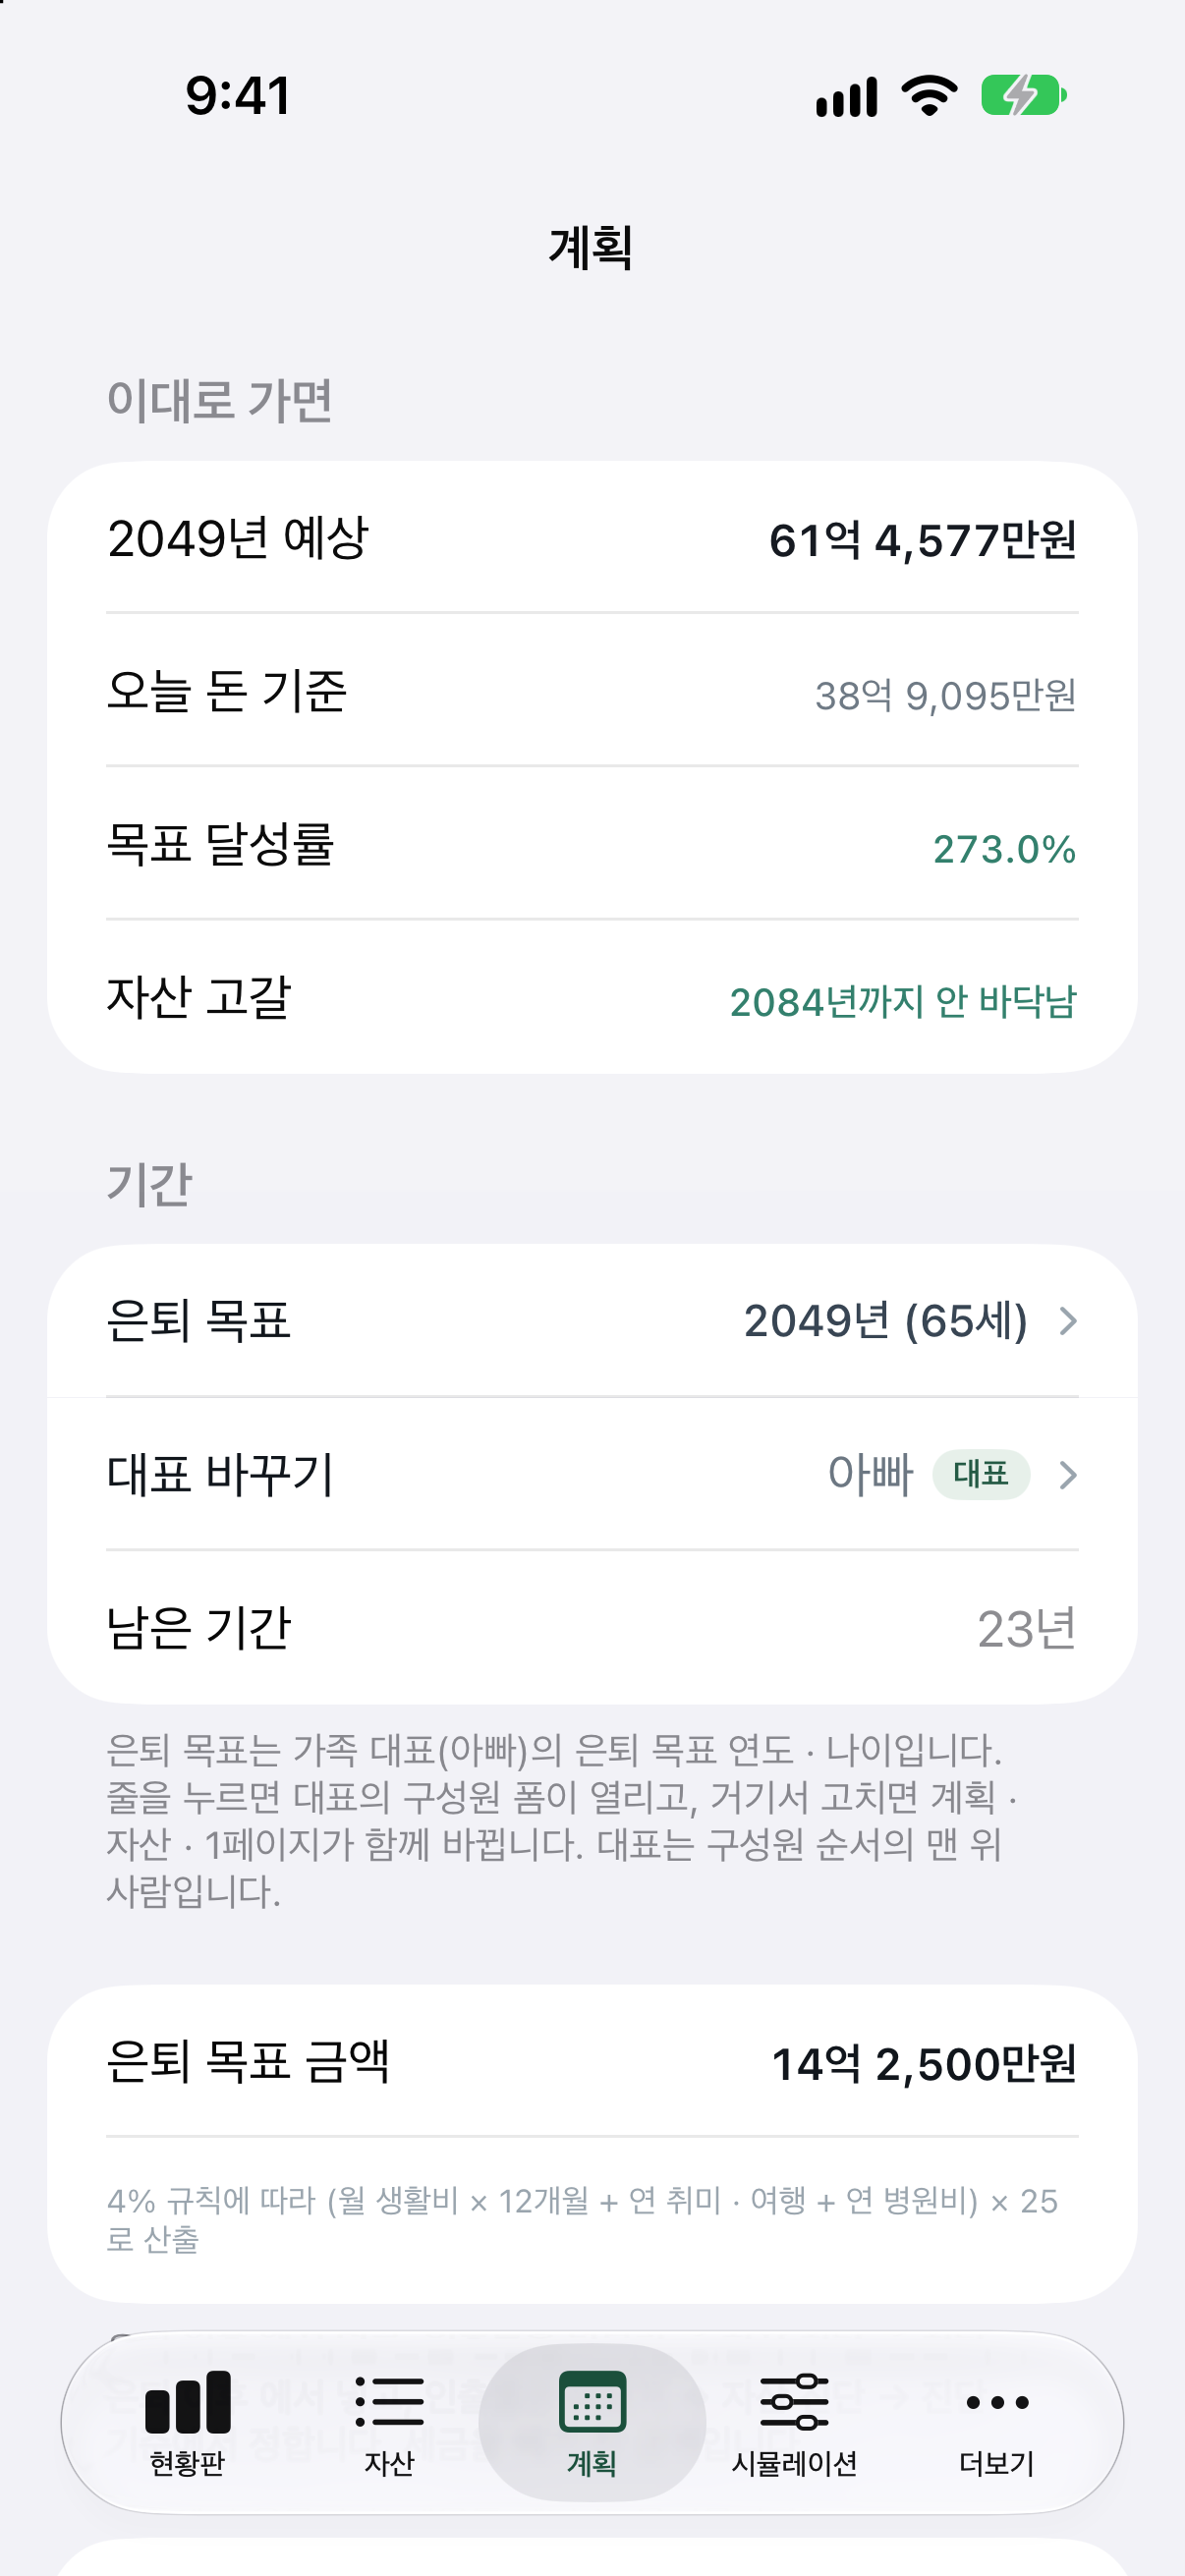 9:41
계획
이대로 가면
2049년 예상 61억 4,577만원
오늘 돈 기준 38억 9,095만원
목표 달성률 273.0%
자산 고갈 2084년까지 안 바닥남
기간
은퇴 목표 2049년 (65세)
대표 바꾸기 아빠 대표
남은 기간 23년
은퇴 목표는 가족 대표(아빠)의 은퇴 목표 연도 · 나이입니다.
줄을 누르면 대표의 구성원 폼이 열리고, 거기서 고치면 계획 ·
자산 · 1페이지가 함께 바뀝니다. 대표는 구성원 순서의 맨 위
사람입니다.
은퇴 목표 금액 14억 2,500만원
4% 규칙에 따라 (월 생활비 × 12개월 + 연 취미 · 여행 + 연 병원비) × 25
로 산출
현황판 자산 계획 시뮬레이션 더보기